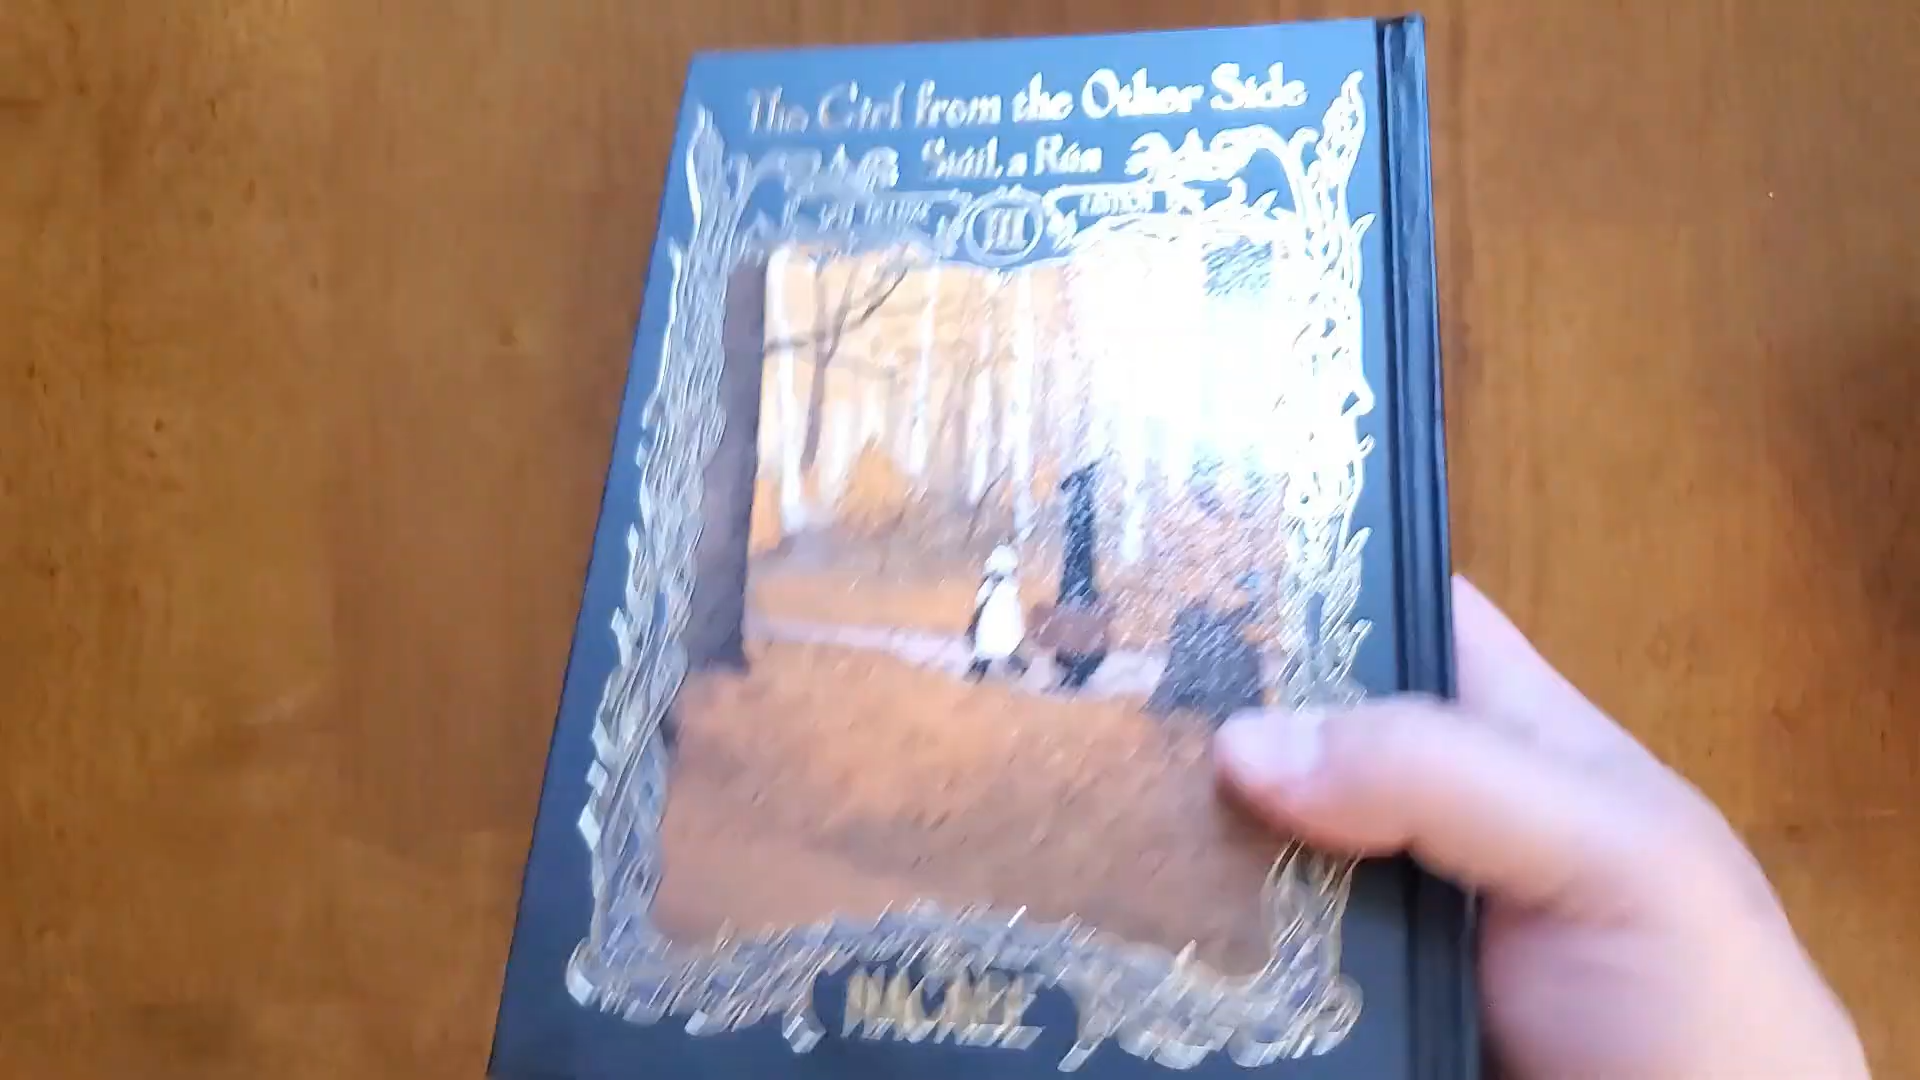 The Girl from the Other Side
Siúil, a Rún
III
NAGABE